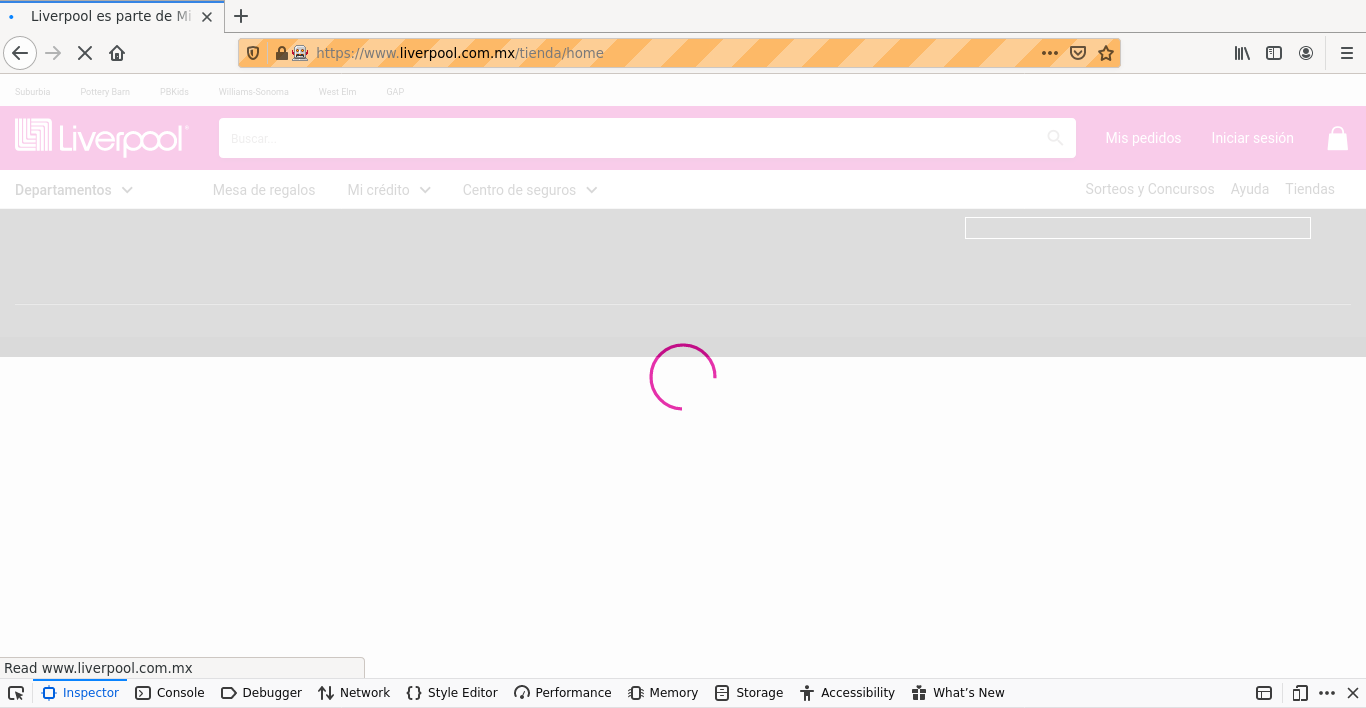 Liverpool es parte de Mi
https://www.liverpool.com.mx/tienda/home
Suburbia Pottery Barn PBKids Williams-Sonoma West Elm GAP
Liverpool Buscar... Mis pedidos Iniciar sesión
Departamentos Mesa de regalos Mi crédito Centro de seguros Sorteos y Concursos Ayuda Tiendas
Read www.liverpool.com.mx
Inspector Console Debugger Network Style Editor Performance Memory Storage Accessibility What's New